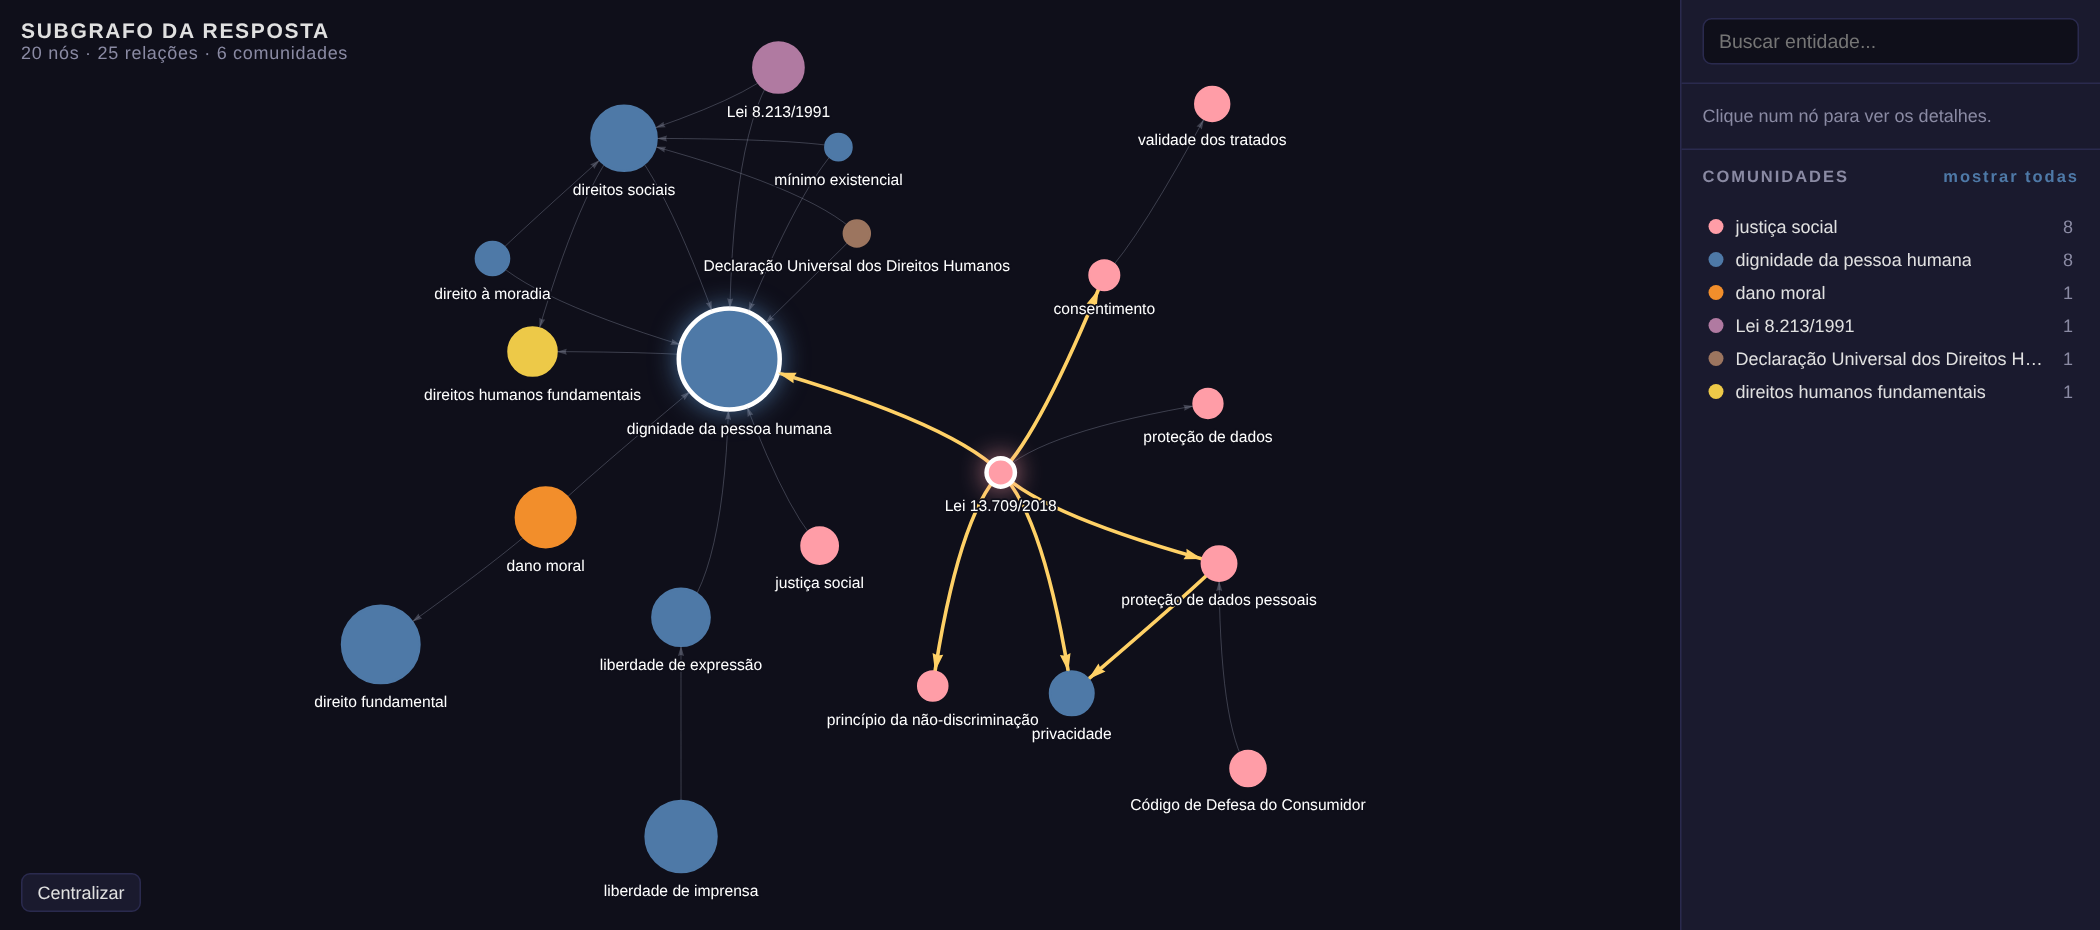 SUBGRAFO DA RESPOSTA
20 nós · 25 relações · 6 comunidades
Lei 8.213/1991
validade dos tratados
mínimo existencial
direitos sociais
Declaração Universal dos Direitos Humanos
direito à moradia
consentimento
direitos humanos fundamentais
dignidade da pessoa humana
proteção de dados
Lei 13.709/2018
dano moral
justiça social
proteção de dados pessoais
liberdade de expressão
direito fundamental
princípio da não-discriminação
privacidade
Código de Defesa do Consumidor
liberdade de imprensa
Centralizar
Buscar entidade...
Clique num nó para ver os detalhes.
COMUNIDADES mostrar todas
justiça social 8
dignidade da pessoa humana 8
dano moral 1
Lei 8.213/1991 1
Declaração Universal dos Direitos H... 1
direitos humanos fundamentais 1